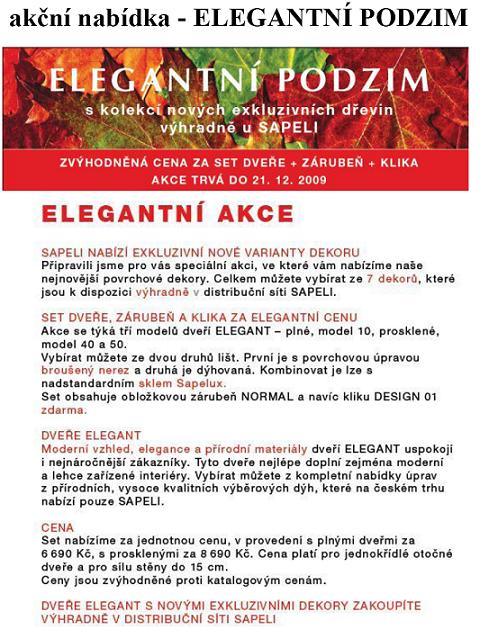 akční nabídka - ELEGANTNÍ PODZIM
ELEGANTNÍ PODZIM
s kolekcí nových exkluzivních dřevin
výhradně u SAPELI
ZVÝHODNĚNÁ CENA ZA SET DVEŘE + ZÁRUBEŇ + KLIKA
AKCE TRVÁ DO 21. 12. 2009
ELEGANTNÍ AKCE
SAPELI NABÍZÍ EXKLUZIVNÍ NOVÉ VARIANTY DEKORU
Připravili jsme pro vás speciální akci, ve které vám nabízíme naše
nejnovější povrchové dekory. Celkem můžete vybírat ze 7 dekorů, které
jsou k dispozici výhradně v distribuční síti SAPELI.
SET DVEŘE, ZÁRUBEŇ A KLIKA ZA ELEGANTNÍ CENU
Akce se týká tří modelů dveří ELEGANT – plné, model 10, prosklené,
model 40 a 50.
Vybírat můžete ze dvou druhů lišt. První je s povrchovou úpravou
broušený nerez a druhá je dýhovaná. Kombinovat je lze s
nadstandardním sklem Sapelux.
Set obsahuje obložkovou zárubeň NORMAL a navíc kliku DESIGN 01
zdarma.
DVEŘE ELEGANT
Moderní vzhled, elegance a přírodní materiály dveří ELEGANT uspokojí
i nejnáročnější zákazníky. Tyto dveře nejlépe doplní zejména moderní
a lehce zařízené interiéry. Vybírat můžete z kompletní nabídky úprav
z přírodních, vysoce kvalitních výběrových dýh, které na českém trhu
nabízí pouze SAPELI.
CENA
Set nabízíme za jednotnou cenu, v provedení s plnými dveřmi za
6 690 Kč, s prosklenými za 8 690 Kč. Cena platí pro jednokřídlé otočné
dveře a pro sílu stěny do 15 cm.
Ceny jsou zvýhodněné proti katalogovým cenám.
DVEŘE ELEGANT S NOVÝMI EXKLUZIVNÍMI DEKORY ZAKOUPÍTE
VÝHRADNĚ V DISTRIBUČNÍ SÍTI SAPELI